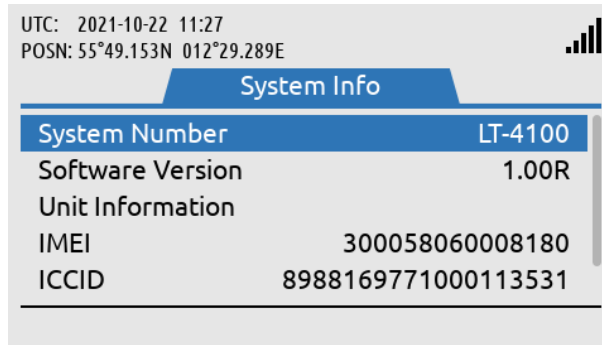 UTC: 2021-10-22 11:27
POSN: 55°49.153N 012°29.289E
System Info
System Number LT-4100
Software Version 1.00R
Unit Information
IMEI 300058060008180
ICCID 8988169771000113531